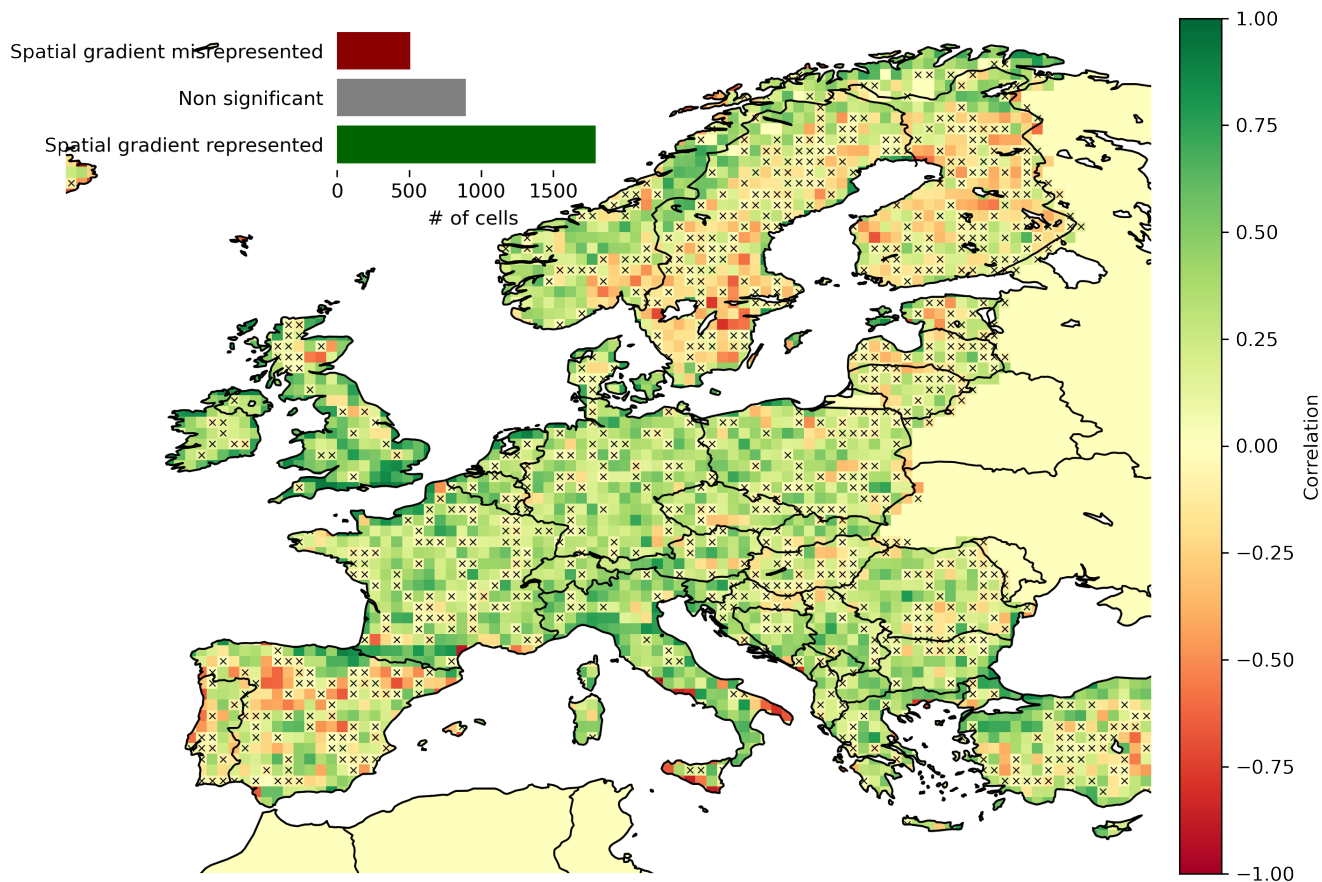 Spatial gradient misrepresented
Non significant
Spatial gradient represented
0 500 1000 1500
# of cells
1.00
0.75
0.50
0.25
0.00
−0.25
−0.50
−0.75
−1.00
Correlation